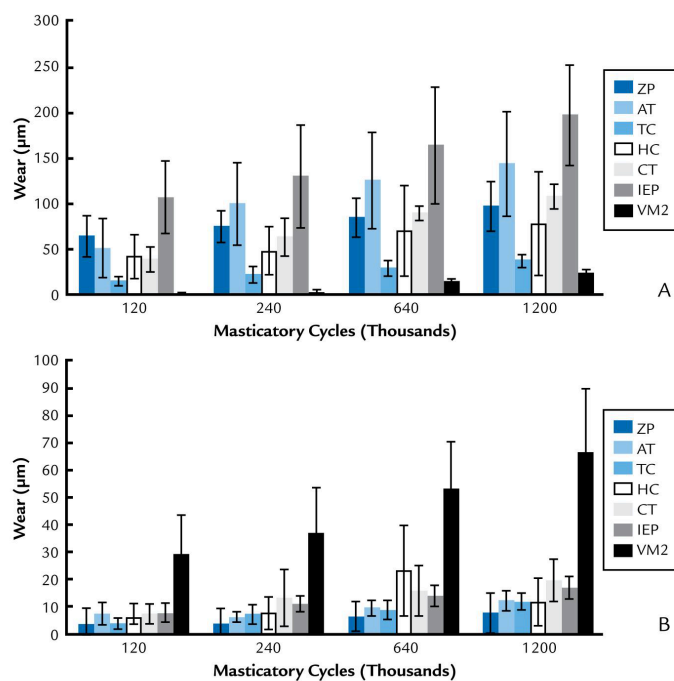 300
250
200
150
100
50
0
Wear (µm)
120
240
640
1200
Masticatory Cycles (Thousands)
ZP
AT
TC
HC
CT
IEP
VM2
A
100
90
80
70
60
50
40
30
20
10
0
Wear (µm)
120
240
640
1200
Masticatory Cycles (Thousands)
ZP
AT
TC
HC
CT
IEP
VM2
B